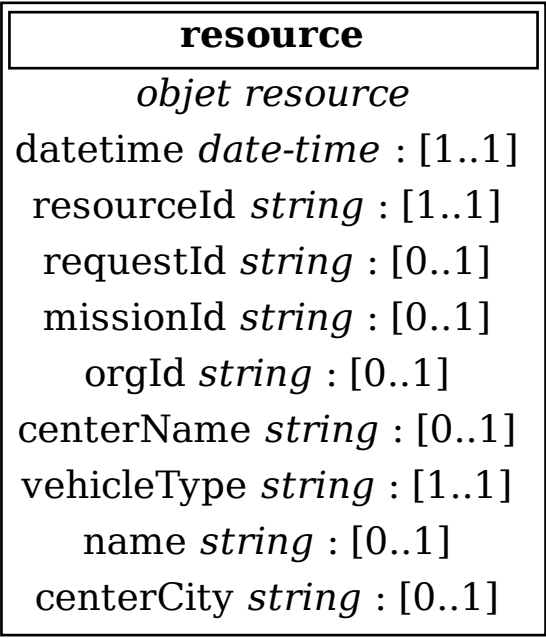 resource
objet resource
datetime date-time : [1..1]
resourceId string : [1..1]
requestId string : [0..1]
missionId string : [0..1]
orgId string : [0..1]
centerName string : [0..1]
vehicleType string : [1..1]
name string : [0..1]
centerCity string : [0..1]